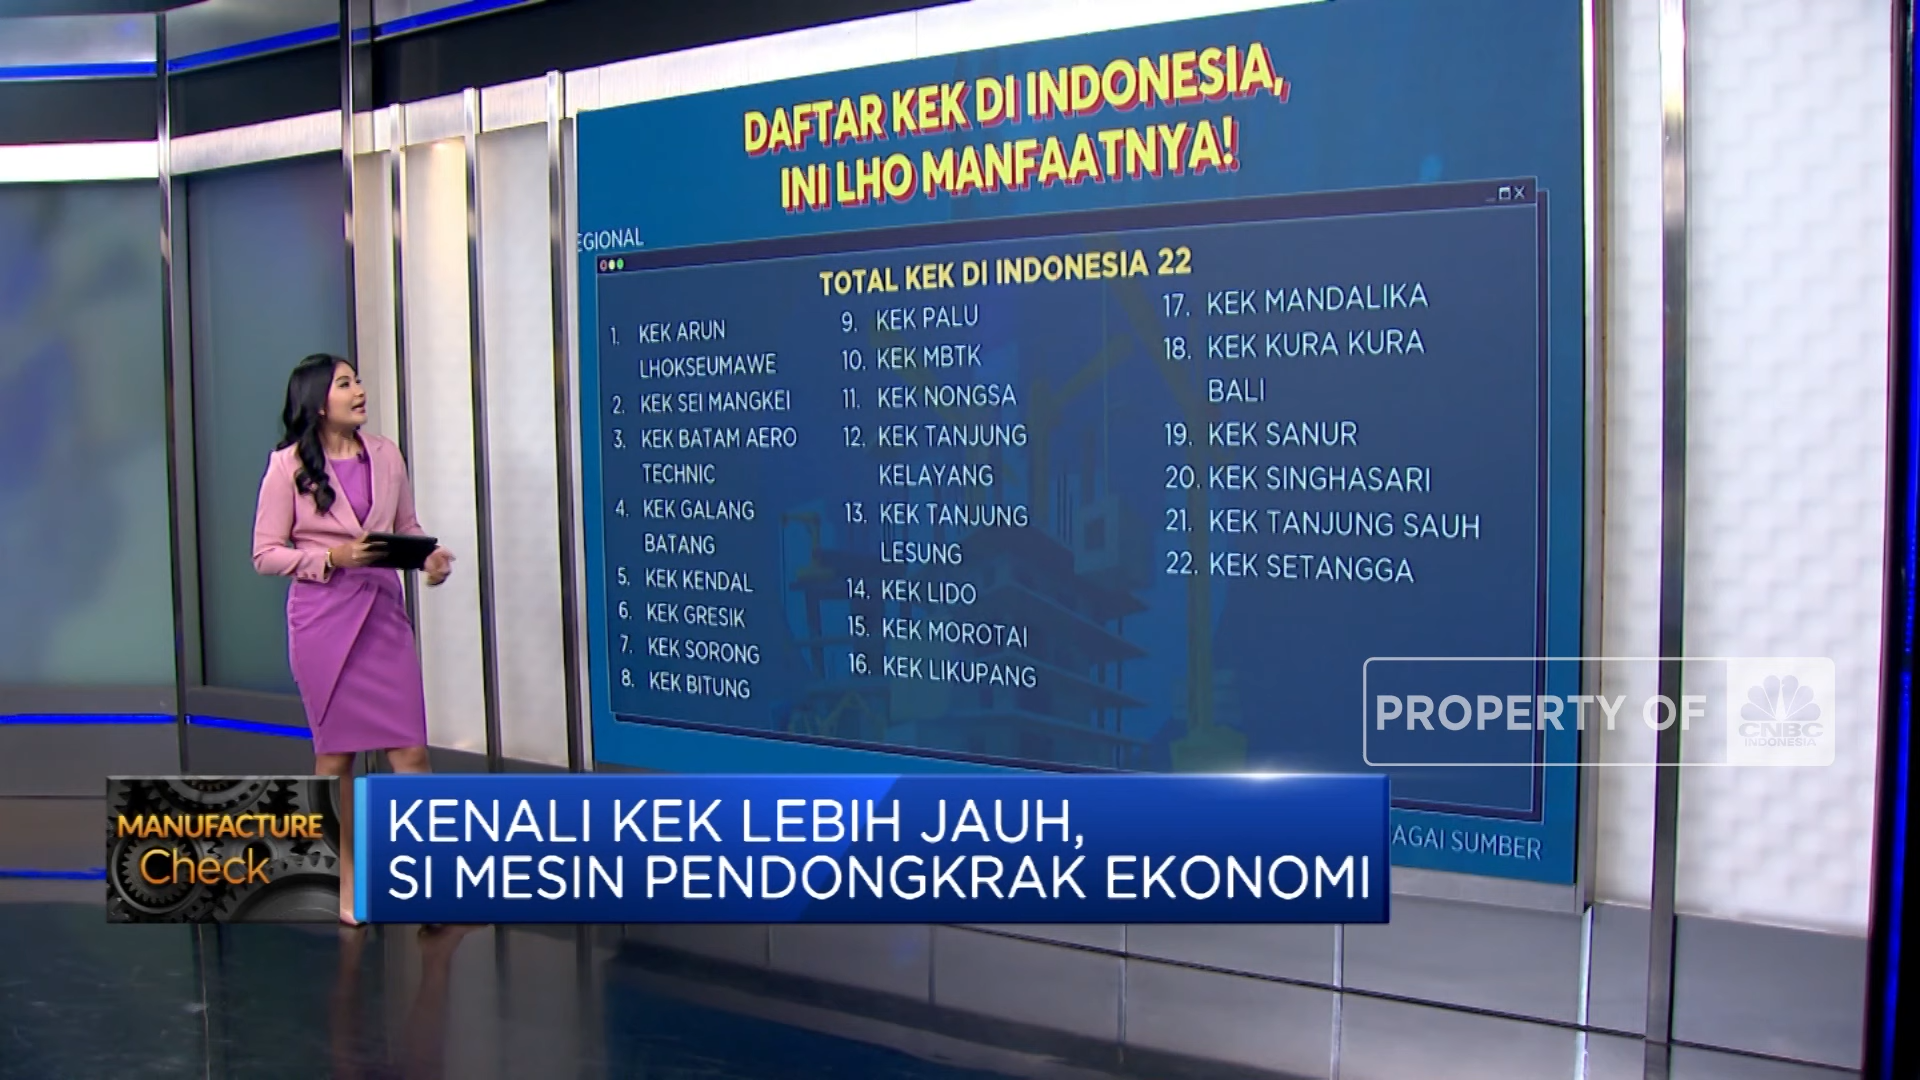 DAFTAR KEK DI INDONESIA,
INI LHO MANFAATNYA!
EGIONAL
TOTAL KEK DI INDONESIA 22
1. KEK ARUN
LHOKSEUMAWE
2. KEK SEI MANGKEI
3. KEK BATAM AERO
TECHNIC
4. KEK GALANG
BATANG
5. KEK KENDAL
6. KEK GRESIK
7. KEK SORONG
8. KEK BITUNG
9. KEK PALU
10. KEK MBTK
11. KEK NONGSA
12. KEK TANJUNG
KELAYANG
13. KEK TANJUNG
LESUNG
14. KEK LIDO
15. KEK MOROTAI
16. KEK LIKUPANG
17. KEK MANDALIKA
18. KEK KURA KURA
BALI
19. KEK SANUR
20. KEK SINGHASARI
21. KEK TANJUNG SAUH
22. KEK SETANGGA
PROPERTY OF
CNBC
INDONESIA
MANUFACTURE
Check
KENALI KEK LEBIH JAUH,
SI MESIN PENDONGKRAK EKONOMI
AGAI SUMBER